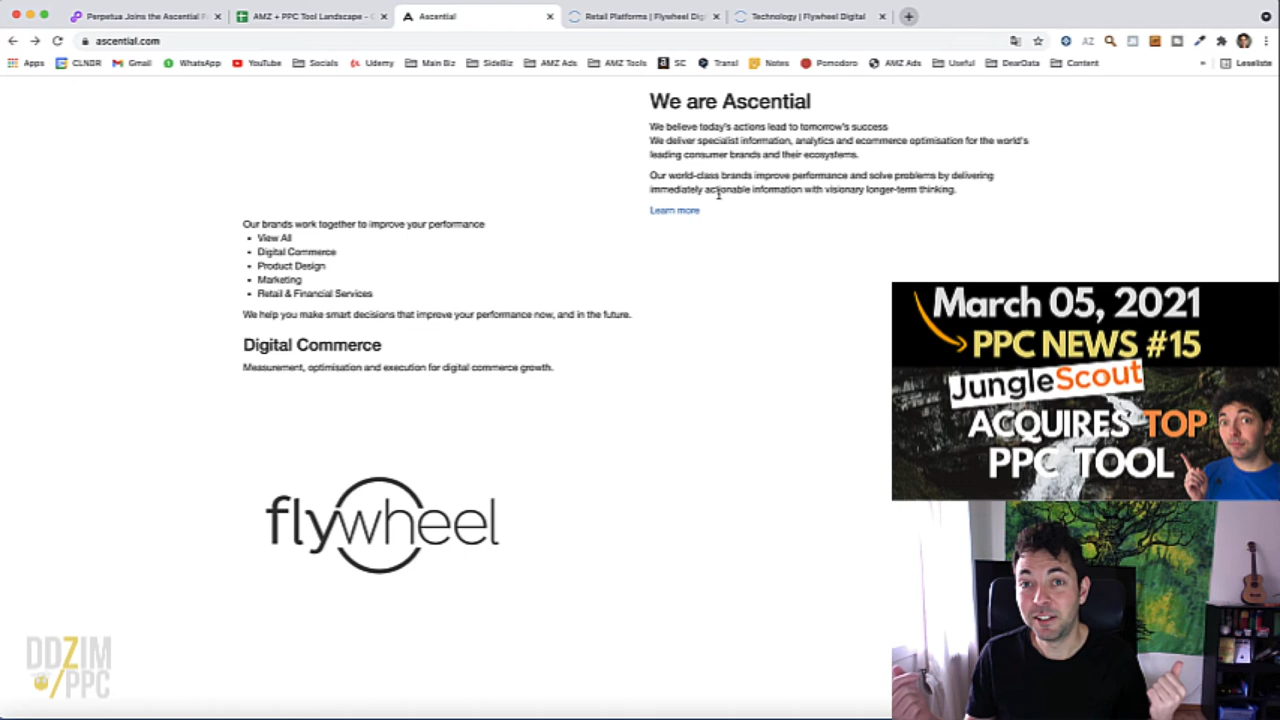 Perpetua Joins the Ascential F
AMZ + PPC Tool Landscape -
Ascential
Retail Platforms | Flywheel Dig
Technology | Flywheel Digital
ascential.com
Apps
CLNDR
Gmail
WhatsApp
YouTube
Socials
Udemy
Main Biz
SideBiz
AMZ Ads
AMZ Tools
SC
Transl
Notes
Pomodoro
AMZ Ads
Useful
DearData
Content
»
Leseliste
We are Ascential
We believe today's actions lead to tomorrow's success
We deliver specialist information, analytics and ecommerce optimisation for the world's
leading consumer brands and their ecosystems.
Our world-class brands improve performance and solve problems by delivering
immediately actionable information with visionary longer-term thinking.
Learn more
Our brands work together to improve your performance
• View All
• Digital Commerce
• Product Design
• Marketing
• Retail & Financial Services
We help you make smart decisions that improve your performance now, and in the future.
Digital Commerce
Measurement, optimisation and execution for digital commerce growth.
flywheel
March 05, 2021
PPC NEWS #15
JungleScout
ACQUIRES TOP
PPC TOOL
DDZIM
/PPC